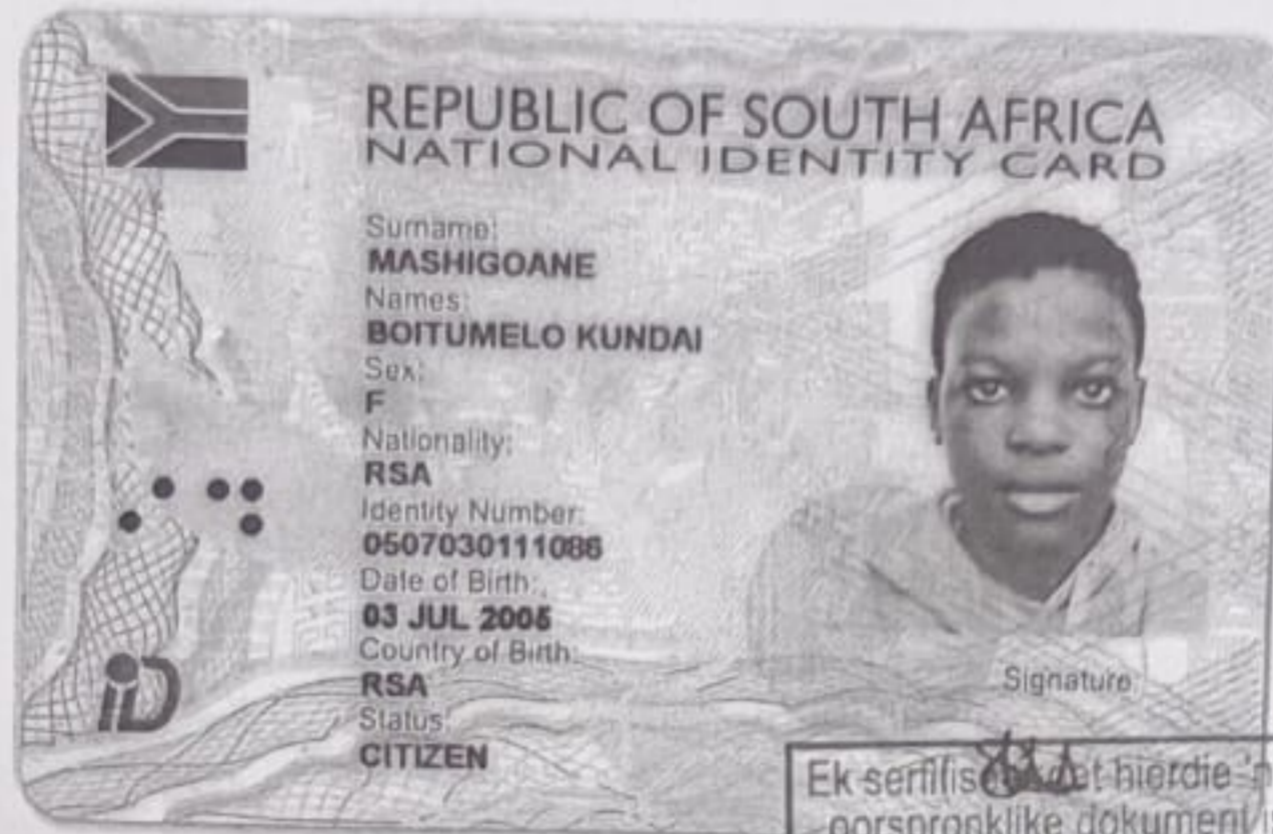 REPUBLIC OF SOUTH AFRICA
NATIONAL IDENTITY CARD
Surname:
MASHIGOANE
Names:
BOITUMELO KUNDAI
Sex:
F
Nationality:
RSA
Identity Number:
0507030111086
Date of Birth:
03 JUL 2005
Country of Birth:
RSA
Status:
CITIZEN
iD
Signature:
Ek hierdie 'n
oorspronklike dokument